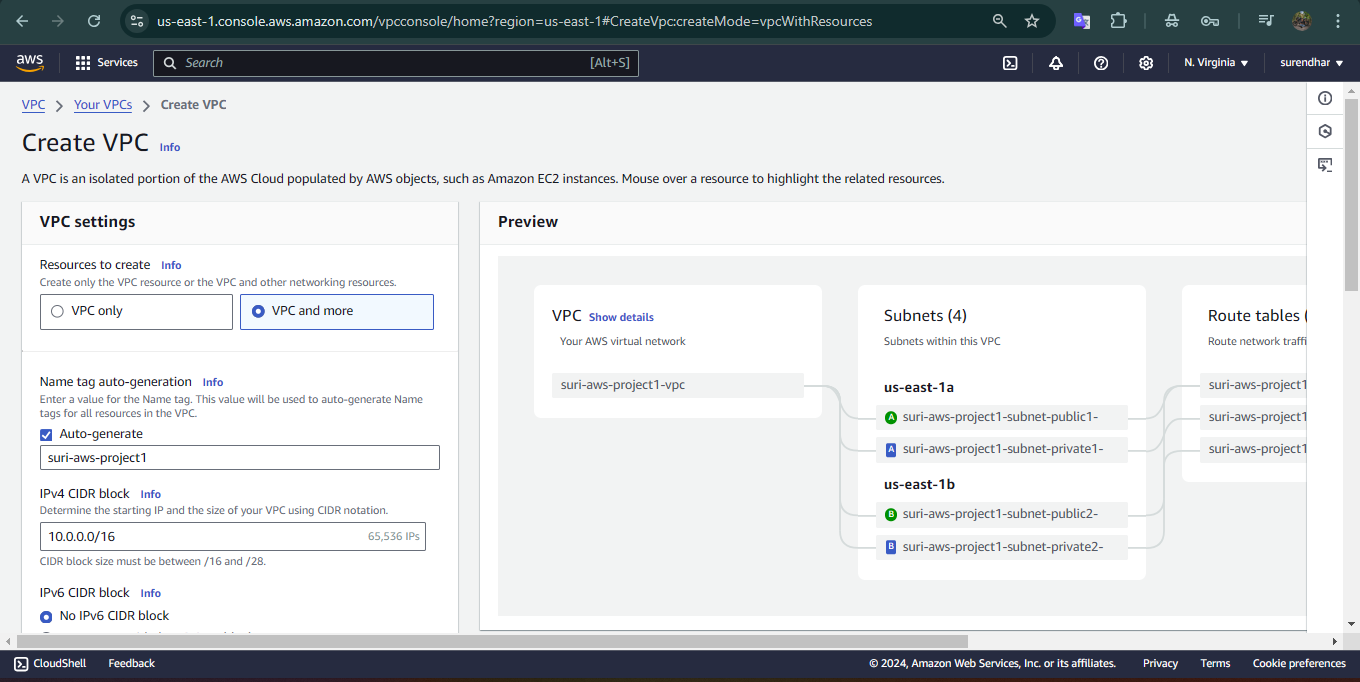 us-east-1.console.aws.amazon.com/vpcconsole/home?region=us-east-1#CreateVpc:createMode=vpcWithResources
aws Services Search [Alt+S] N. Virginia surendhar
VPC Your VPCs Create VPC
Create VPC Info
A VPC is an isolated portion of the AWS Cloud populated by AWS objects, such as Amazon EC2 instances. Mouse over a resource to highlight the related resources.
VPC settings
Resources to create Info
Create only the VPC resource or the VPC and other networking resources.
VPC only VPC and more
Name tag auto-generation Info
Enter a value for the Name tag. This value will be used to auto-generate Name
tags for all resources in the VPC.
Auto-generate
suri-aws-project1
IPv4 CIDR block Info
Determine the starting IP and the size of your VPC using CIDR notation.
10.0.0.0/16 65,536 IPs
CIDR block size must be between /16 and /28.
IPv6 CIDR block Info
No IPv6 CIDR block
Preview
VPC Show details
Your AWS virtual network
suri-aws-project1-vpc
Subnets (4)
Subnets within this VPC
us-east-1a
A suri-aws-project1-subnet-public1-
A suri-aws-project1-subnet-private1-
us-east-1b
B suri-aws-project1-subnet-public2-
B suri-aws-project1-subnet-private2-
Route tables (
Route network traffi
suri-aws-project1
suri-aws-project1
suri-aws-project1
CloudShell Feedback © 2024, Amazon Web Services, Inc. or its affiliates. Privacy Terms Cookie preferences